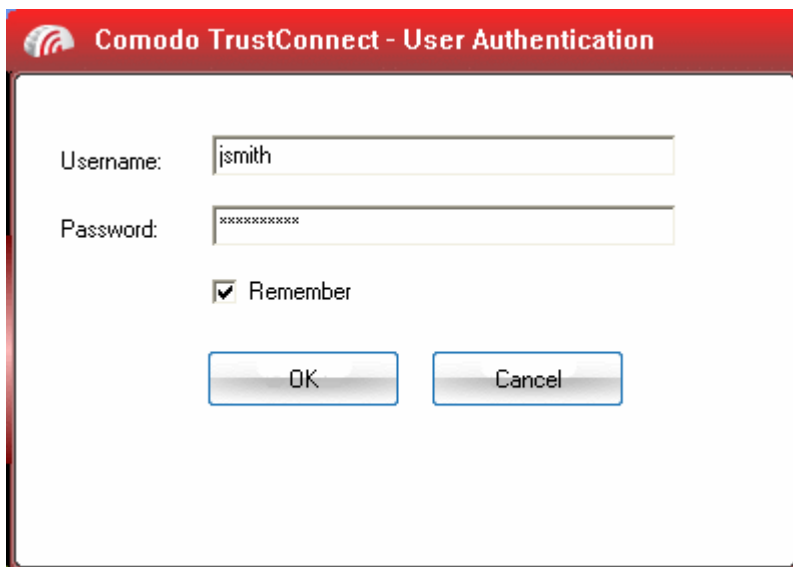 Comodo TrustConnect - User Authentication
Username: jsmith
Password: **********
Remember
OK Cancel